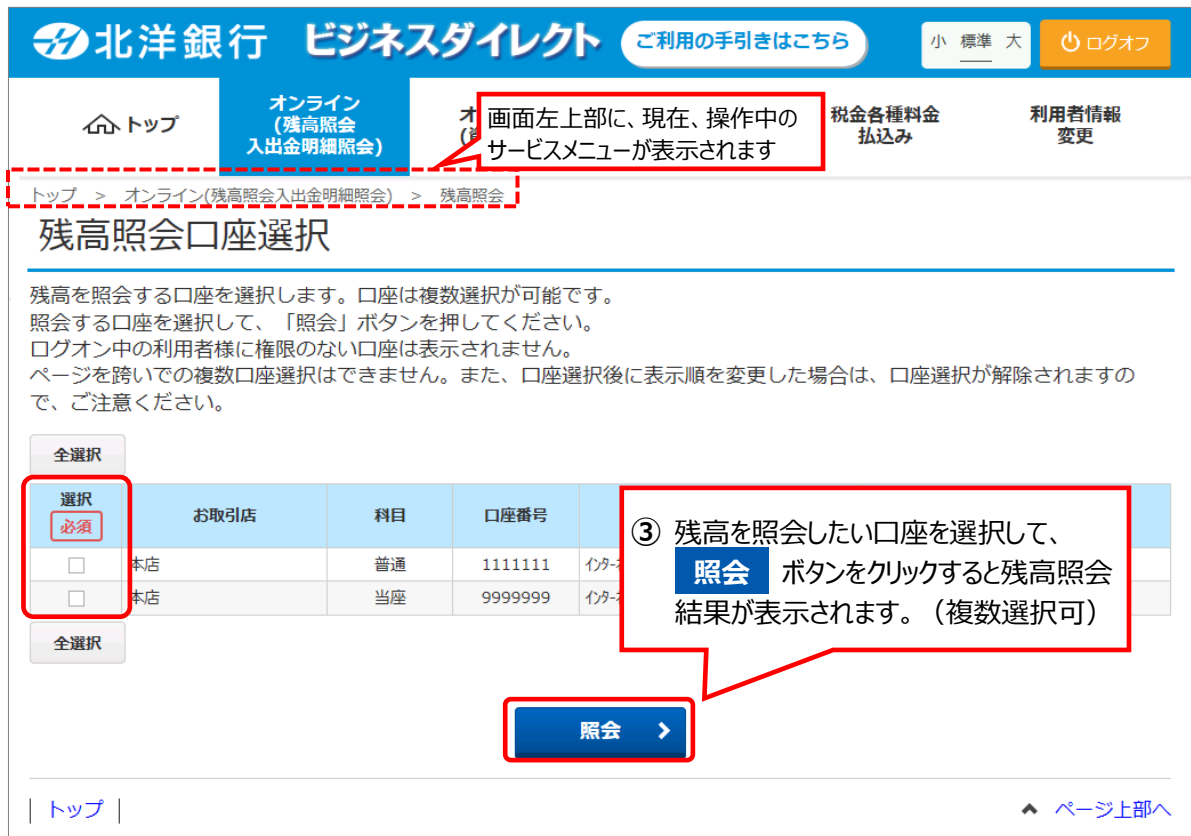 北洋銀行 ビジネスダイレクト ご利用の手引きはこちら 小 標準 大 ログオフ
トップ
オンライン
(残高照会
入出金明細照会)
オ
画面左上部に、現在、操作中の
サービスメニューが表示されます
税金各種料金
払込み
利用者情報
変更
トップ > オンライン(残高照会入出金明細照会) > 残高照会
残高照会口座選択
残高を照会する口座を選択します。口座は複数選択が可能です。
照会する口座を選択して、「照会」ボタンを押してください。
ログオン中の利用者様に権限のない口座は表示されません。
ページを跨いでの複数口座選択はできません。また、口座選択後に表示順を変更した場合は、口座選択が解除されますの
で、ご注意ください。
全選択
選択 必須 お取引店 科目 口座番号
本店 普通 1111111 インターネ
本店 当座 9999999 インターネ
③ 残高を照会したい口座を選択して、
照会 ボタンをクリックすると残高照会
結果が表示されます。（複数選択可）
全選択
照会
トップ ページ上部へ